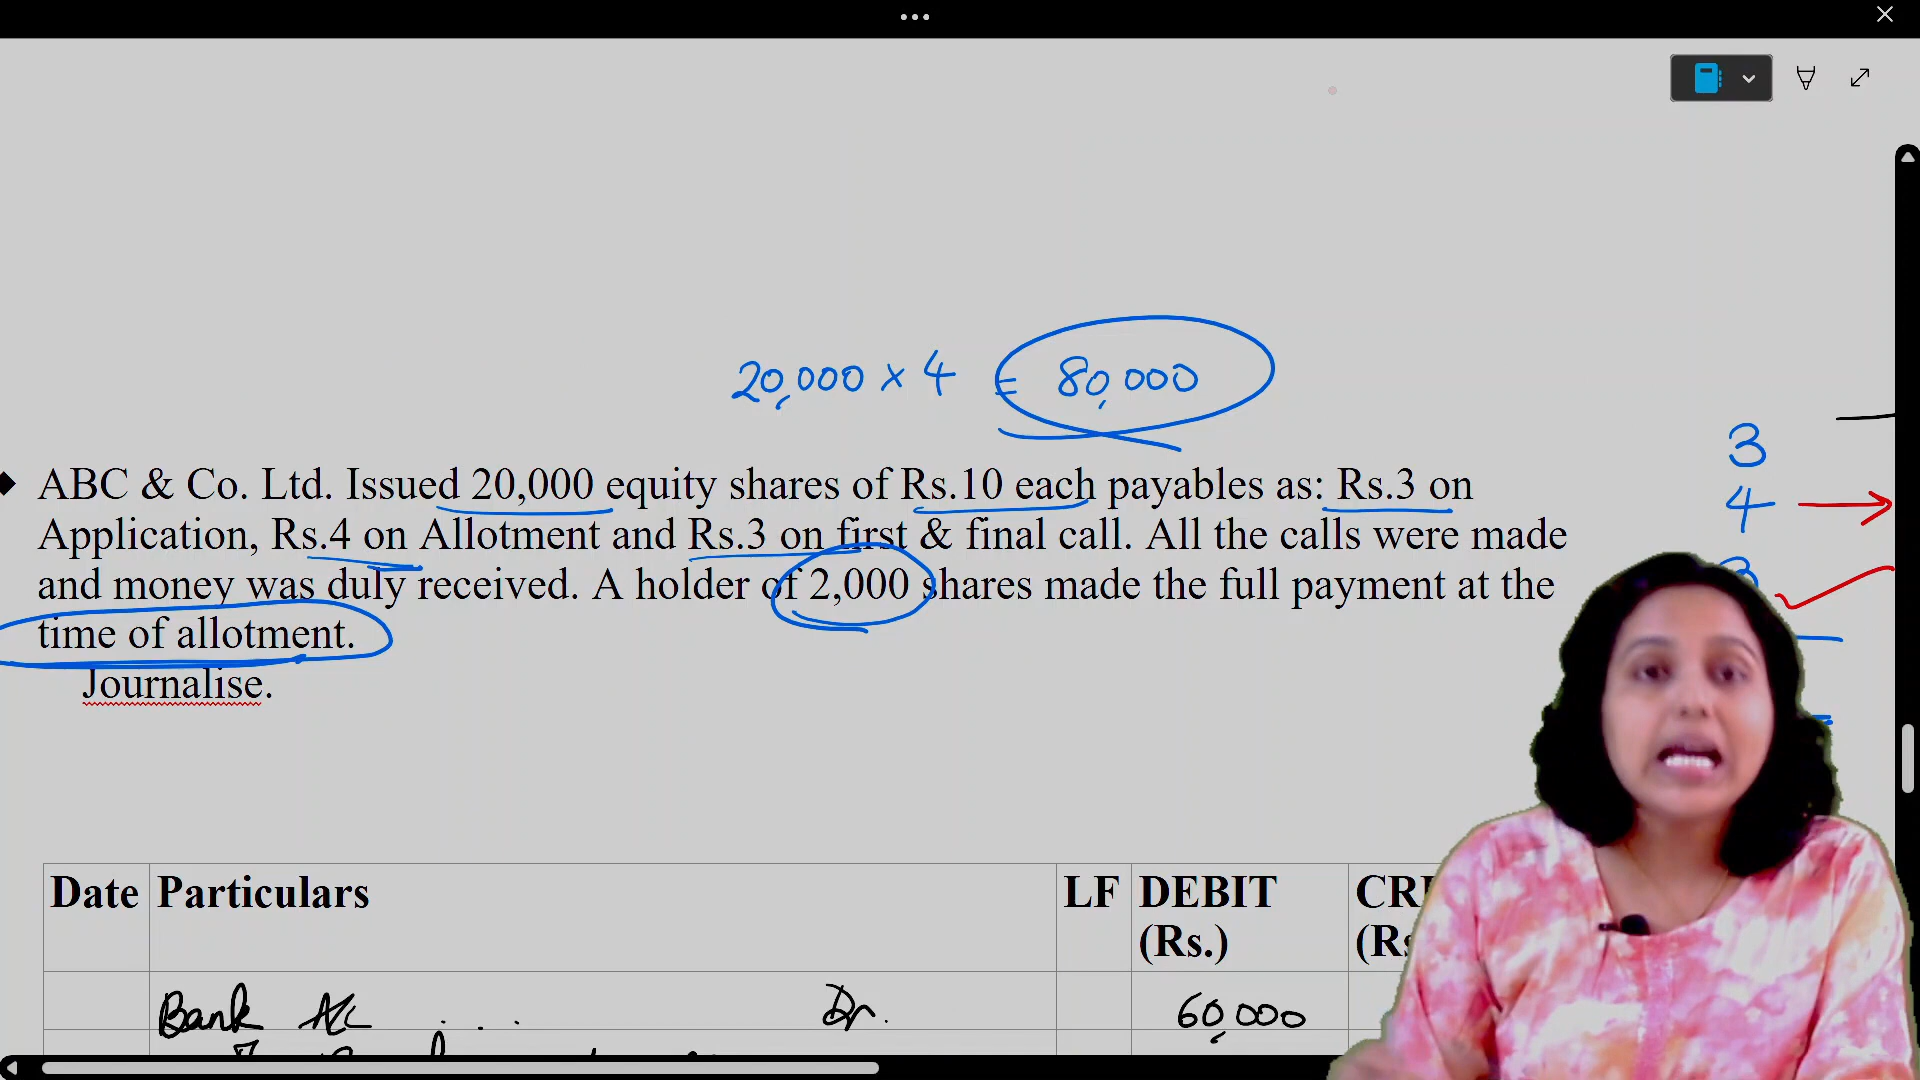 20,000 × 4 = 80,000
3
4
ABC & Co. Ltd. Issued 20,000 equity shares of Rs.10 each payables as: Rs.3 on
Application, Rs.4 on Allotment and Rs.3 on first & final call. All the calls were made
and money was duly received. A holder of 2,000 shares made the full payment at the
time of allotment.
Journalise.
Date Particulars LF DEBIT
(Rs.)
Bank A/c ... Dr. 60,000